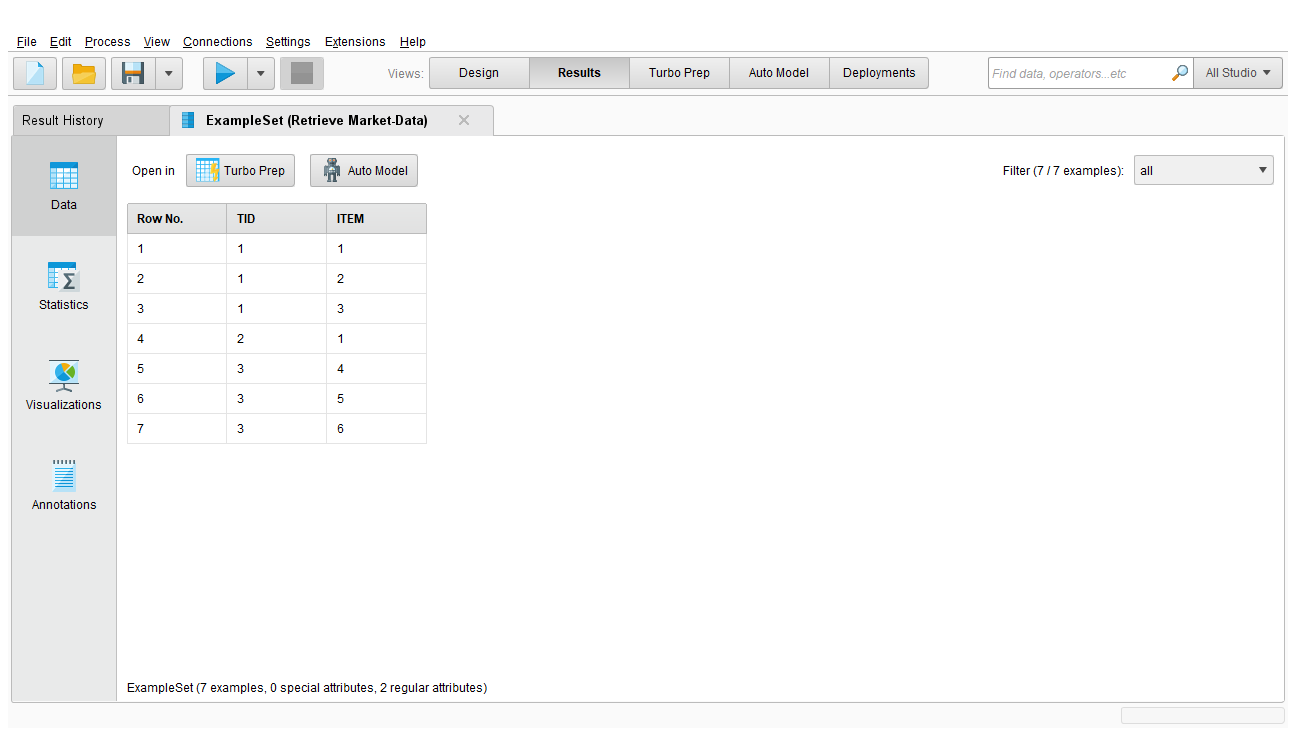 File Edit Process View Connections Settings Extensions Help
Views: Design Results Turbo Prep Auto Model Deployments Find data, operators...etc All Studio
Result History ExampleSet (Retrieve Market-Data)
Open in Turbo Prep Auto Model Filter (7 / 7 examples): all
Data
Statistics
Visualizations
Annotations
Row No. TID ITEM
1 1 1
2 1 2
3 1 3
4 2 1
5 3 4
6 3 5
7 3 6
ExampleSet (7 examples, 0 special attributes, 2 regular attributes)